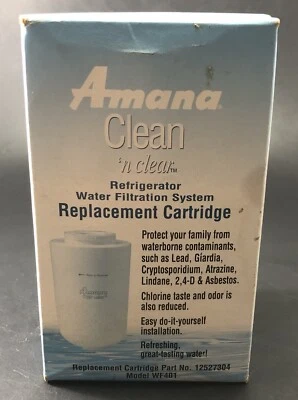 Amana
Clean
'n clear™
Refrigerator
Water Filtration System
Replacement Cartridge
Protect your family from
waterborne contaminants,
such as Lead, Giardia,
Cryptosporidium, Atrazine,
Lindane, 2,4-D & Asbestos.
Chlorine taste and odor is
also reduced.
Easy do-it-yourself
installation.
Refreshing,
great-tasting water!
Replacement Cartridge Part No. 12527304
Model WF401
Amana